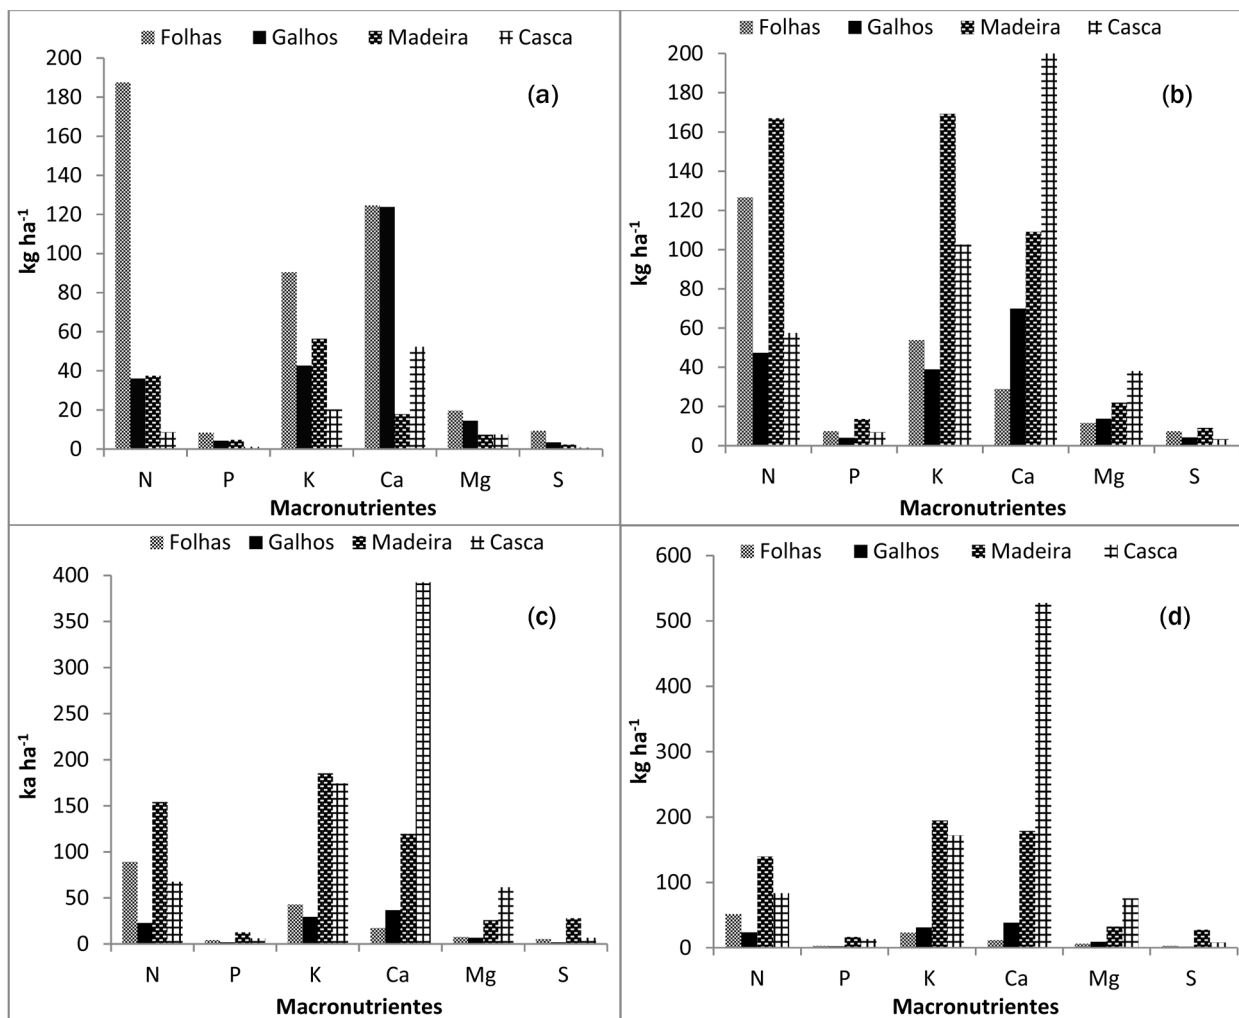 Folhas Galhos Madeira Casca
(a)
200
180
160
140
120
100
80
60
40
20
0
kg ha-1
N P K Ca Mg S
Macronutrientes
Folhas Galhos Madeira Casca
(b)
200
180
160
140
120
100
80
60
40
20
0
kg ha-1
N P K Ca Mg S
Macronutrientes
Folhas Galhos Madeira Casca
(c)
400
350
300
250
200
150
100
50
0
ka ha-1
N P K Ca Mg S
Macronutrientes
Folhas Galhos Madeira Casca
(d)
600
500
400
300
200
100
0
kg ha-1
N P K Ca Mg S
Macronutrientes